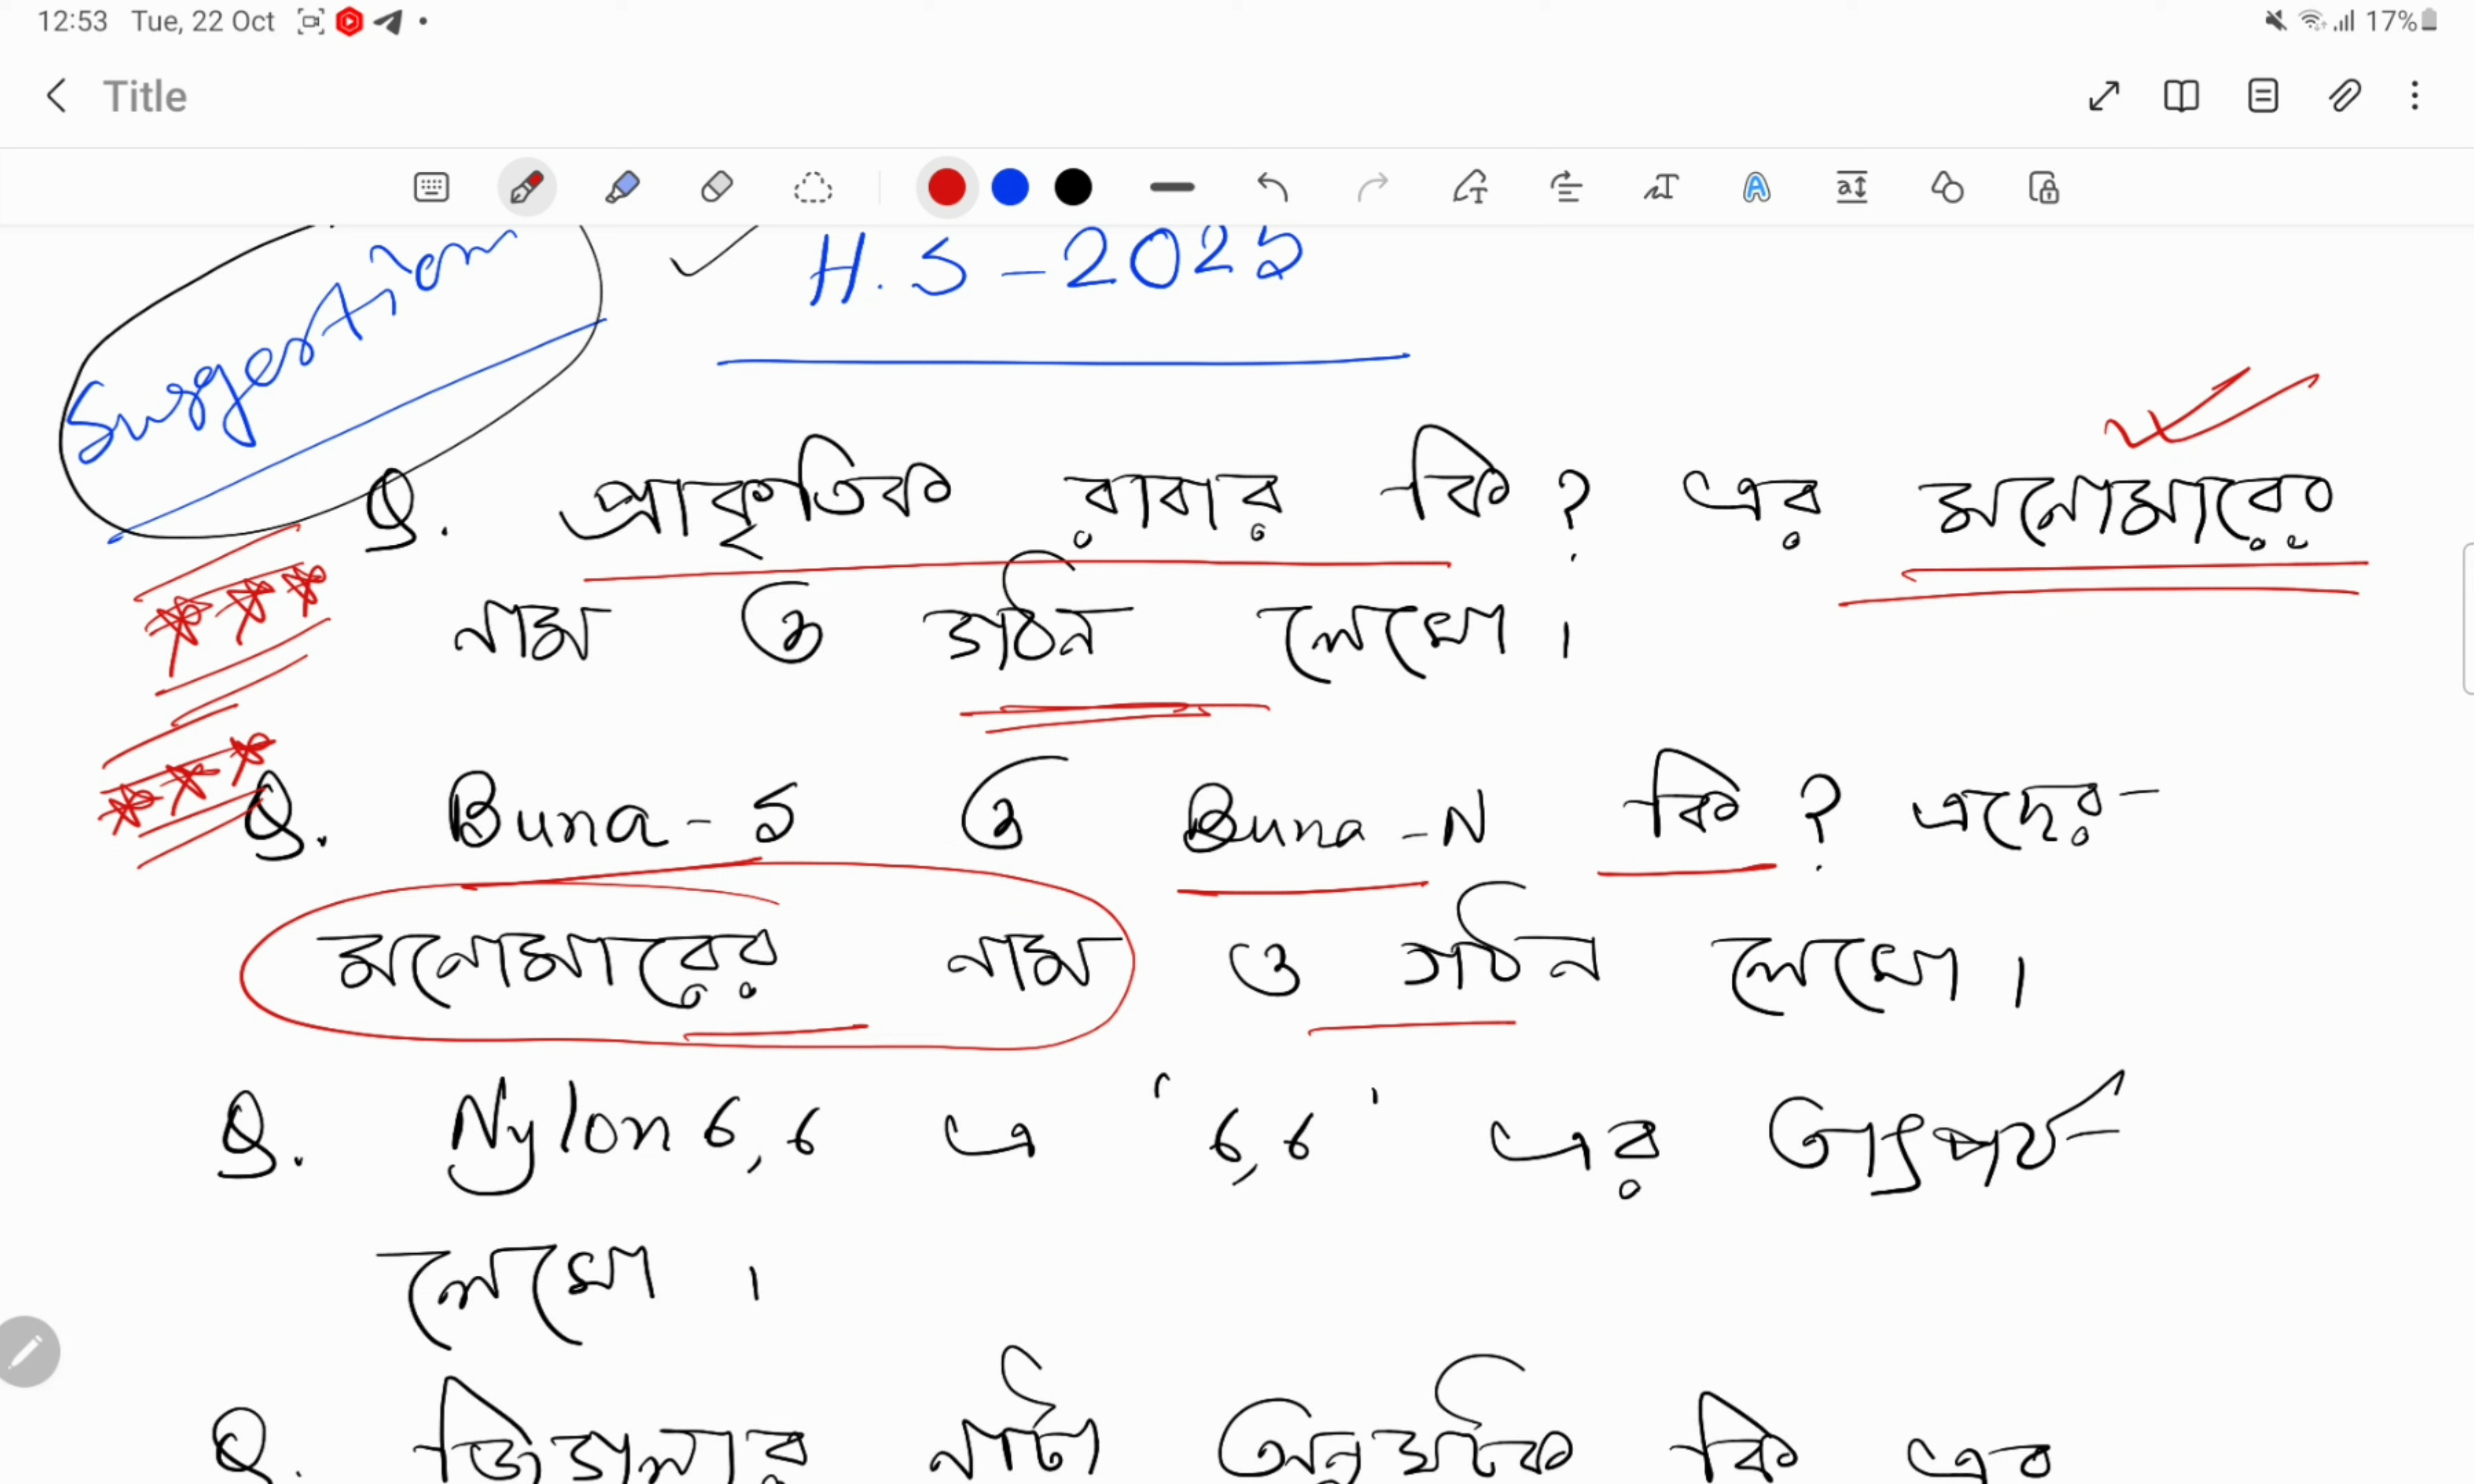 12:53 Tue, 22 Oct
17%
Title
Suggestion
H.S - 2025
Q. প্রাকৃতিক রাবার কি? এর মনোমারের
নাম ও গঠন লেখো।
Q. Buna-S ও Buna-N কি? এদের
মনোমারের নাম ও গঠন লেখো।
Q. Nylon 6,6 এ '6,6' এর তাৎপর্য
লেখো।
Q. জিগলার নাটা অনুঘটক কি এর